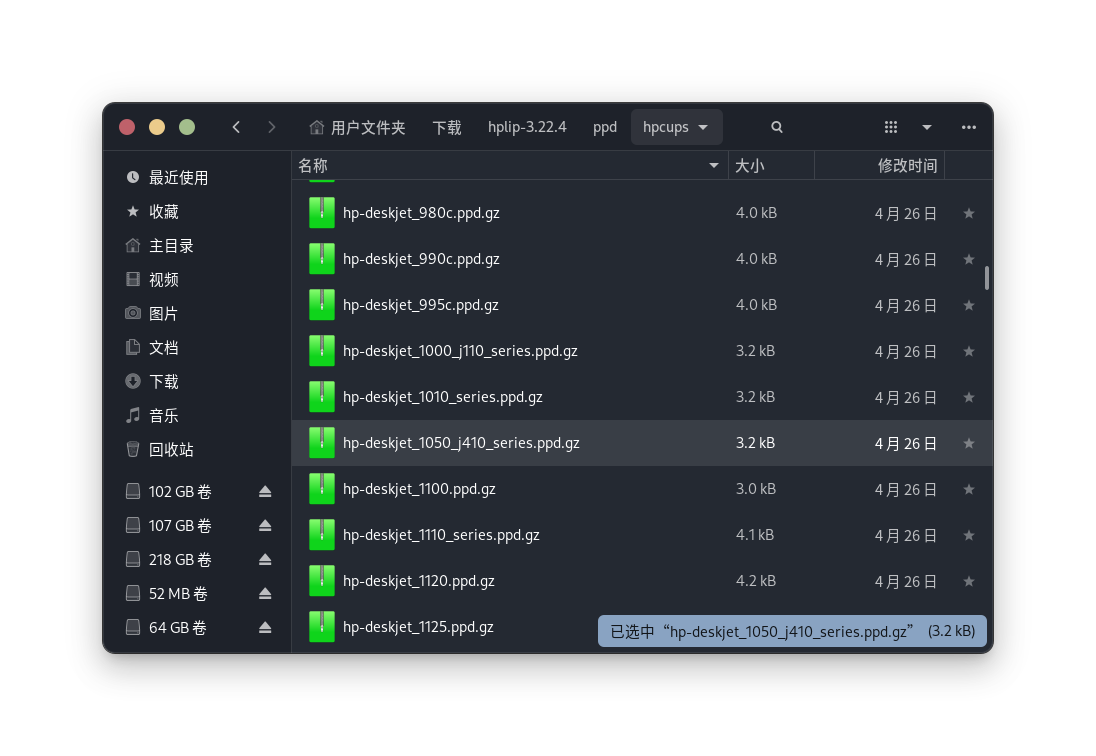 用户文件夹 下载 hplip-3.22.4 ppd hpcups
名称 大小 修改时间
最近使用
收藏
主目录
视频
图片
文档
下载
音乐
回收站
102 GB 卷
107 GB 卷
218 GB 卷
52 MB 卷
64 GB 卷
hp-deskjet_980c.ppd.gz 4.0 kB 4 月 26 日
hp-deskjet_990c.ppd.gz 4.0 kB 4 月 26 日
hp-deskjet_995c.ppd.gz 4.0 kB 4 月 26 日
hp-deskjet_1000_j110_series.ppd.gz 3.2 kB 4 月 26 日
hp-deskjet_1010_series.ppd.gz 3.2 kB 4 月 26 日
hp-deskjet_1050_j410_series.ppd.gz 3.2 kB 4 月 26 日
hp-deskjet_1100.ppd.gz 3.0 kB 4 月 26 日
hp-deskjet_1110_series.ppd.gz 4.1 kB 4 月 26 日
hp-deskjet_1120.ppd.gz 4.2 kB 4 月 26 日
hp-deskjet_1125.ppd.gz
已选中“hp-deskjet_1050_j410_series.ppd.gz” (3.2 kB)